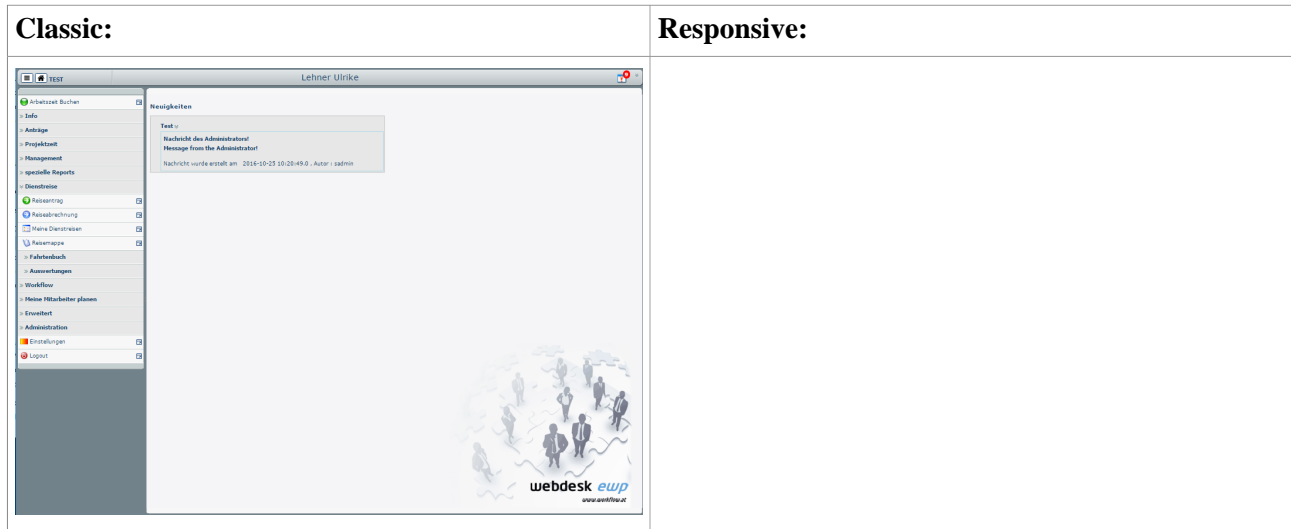 Classic:
Responsive:
TEST
Lehner Ulrike
Arbeitszeit Buchen
» Info
» Anträge
» Projektzeit
» Management
» spezielle Reports
Dienstreise
Reiseantrag
Reiseabrechnung
Meine Dienstreisen
Reisemappe
» Fahrtenbuch
» Auswertungen
» Workflow
» Meine Mitarbeiter planen
» Erweitert
» Administration
Einstellungen
Logout
Neuigkeiten
Test
Nachricht des Administrators!
Message from the Administrator!
Nachricht wurde erstellt am 2016-10-25 10:20:49.0 , Autor : sadmin
webdesk ewp
www.workflow.at